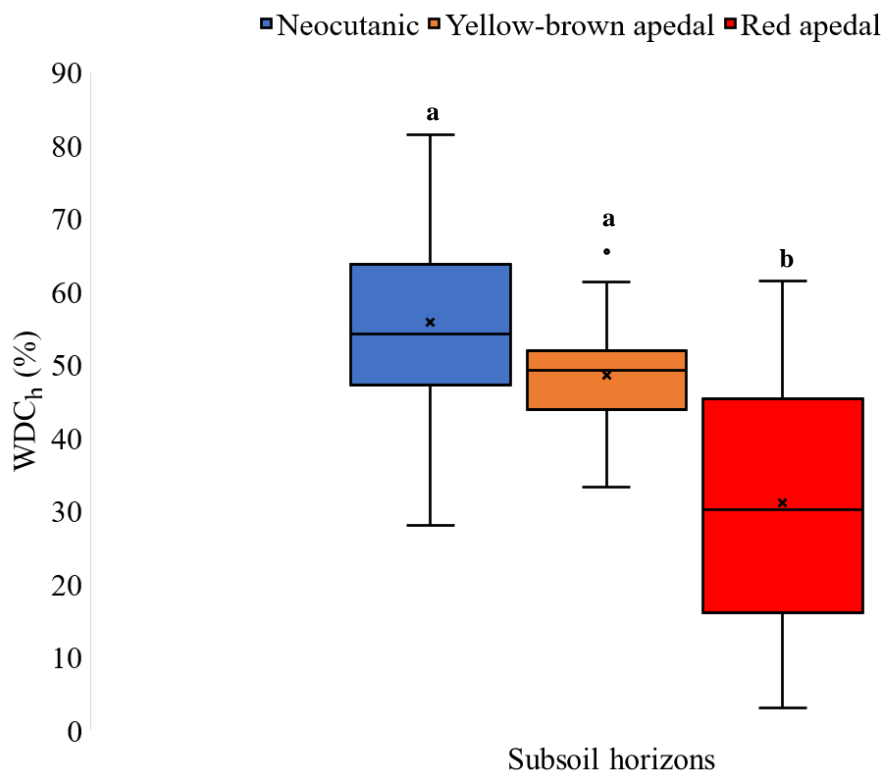 Neocutanic Yellow-brown apedal Red apedal
90
80
70
60
50
40
30
20
10
0
WDCh (%)
a
a
b
Subsoil horizons